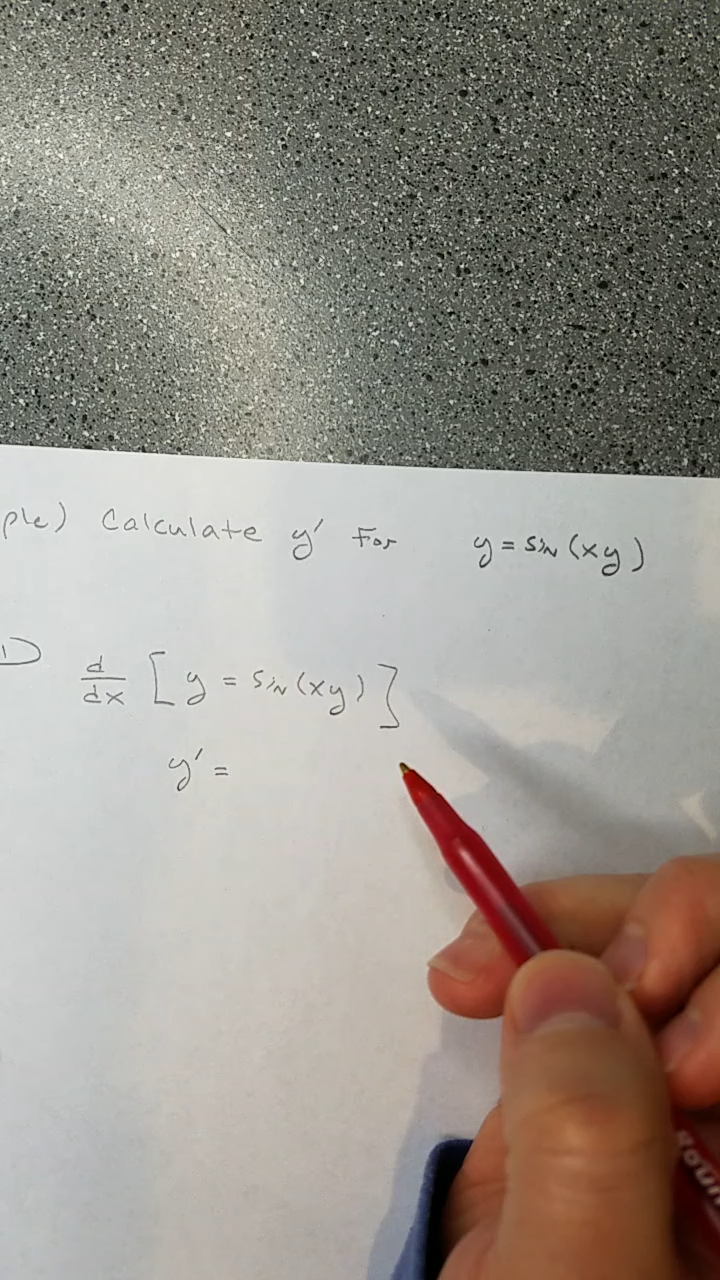 ple) Calculate y' For y = sin(xy)
1) d/dx [y = sin(xy)]
y' =